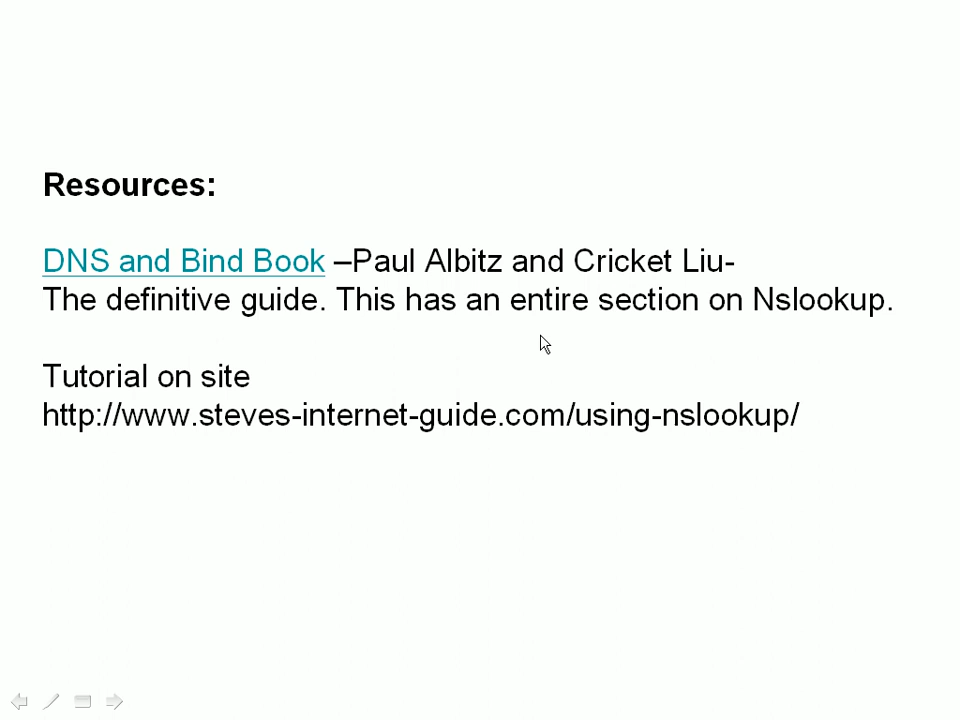 Resources:
DNS and Bind Book –Paul Albitz and Cricket Liu-
The definitive guide. This has an entire section on Nslookup.
Tutorial on site
http://www.steves-internet-guide.com/using-nslookup/